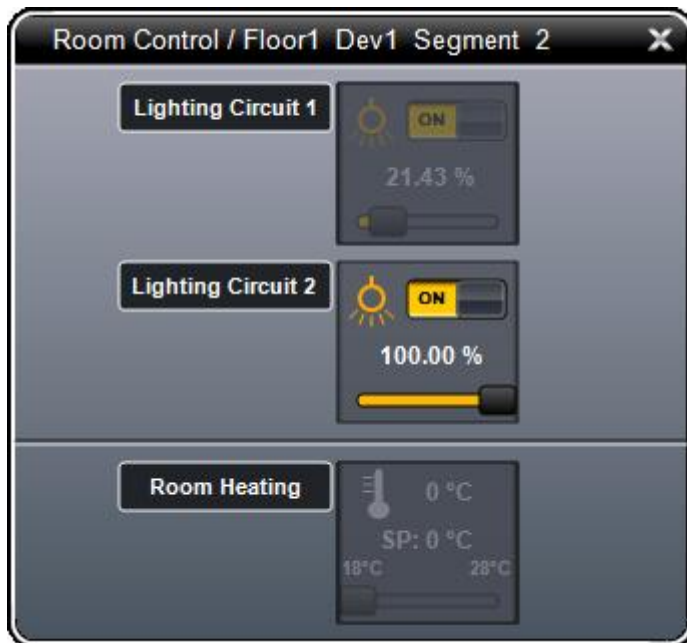 Room Control / Floor1 Dev1 Segment 2
Lighting Circuit 1
ON
21.43 %
Lighting Circuit 2
ON
100.00 %
Room Heating
0 °C
SP: 0 °C
18°C 28°C